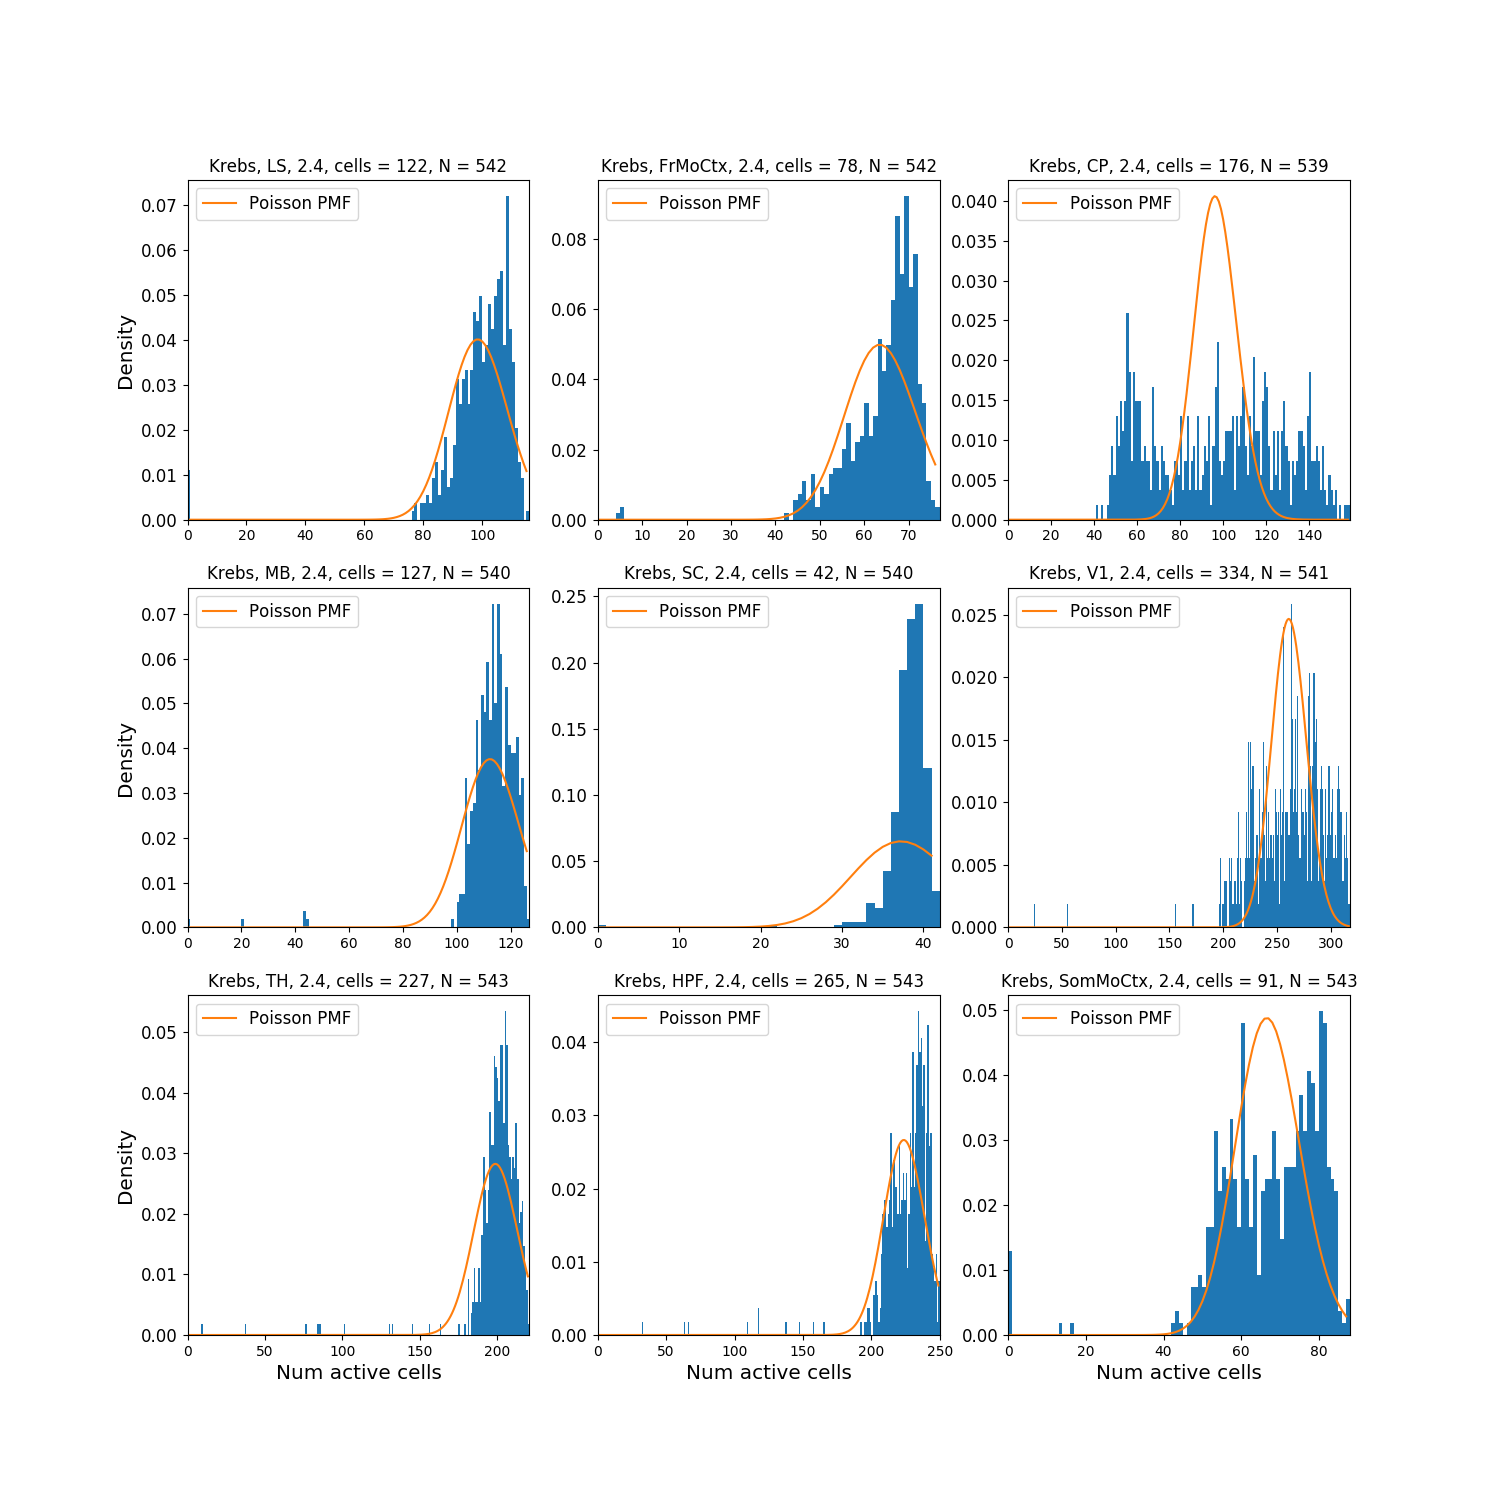 Krebs, LS, 2.4, cells = 122, N = 542
Poisson PMF
Density
0.07
0.06
0.05
0.04
0.03
0.02
0.01
0.00
0 20 40 60 80 100
Krebs, FrMoCtx, 2.4, cells = 78, N = 542
Poisson PMF
0.08
0.06
0.04
0.02
0.00
0 10 20 30 40 50 60 70
Krebs, CP, 2.4, cells = 176, N = 539
Poisson PMF
0.040
0.035
0.030
0.025
0.020
0.015
0.010
0.005
0.000
0 20 40 60 80 100 120 140
Krebs, MB, 2.4, cells = 127, N = 540
Poisson PMF
Density
0.07
0.06
0.05
0.04
0.03
0.02
0.01
0.00
0 20 40 60 80 100 120
Krebs, SC, 2.4, cells = 42, N = 540
Poisson PMF
0.25
0.20
0.15
0.10
0.05
0.00
0 10 20 30 40
Krebs, V1, 2.4, cells = 334, N = 541
Poisson PMF
0.025
0.020
0.015
0.010
0.005
0.000
0 50 100 150 200 250 300
Krebs, TH, 2.4, cells = 227, N = 543
Poisson PMF
Density
0.05
0.04
0.03
0.02
0.01
0.00
0 50 100 150 200
Num active cells
Krebs, HPF, 2.4, cells = 265, N = 543
Poisson PMF
0.04
0.03
0.02
0.01
0.00
0 50 100 150 200 250
Num active cells
Krebs, SomMoCtx, 2.4, cells = 91, N = 543
Poisson PMF
0.05
0.04
0.03
0.02
0.01
0.00
0 20 40 60 80
Num active cells